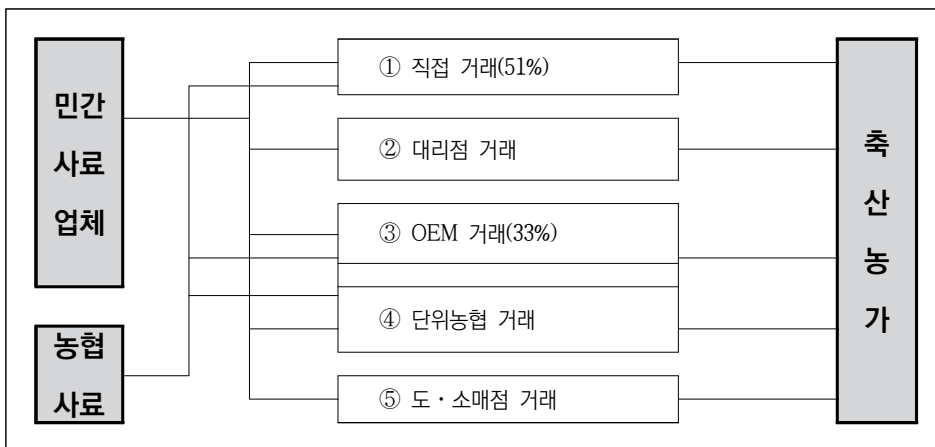 민간
사료
업체
농협
사료
① 직접 거래(51%)
② 대리점 거래
③ OEM 거래(33%)
④ 단위농협 거래
⑤ 도·소매점 거래
축
산
농
가